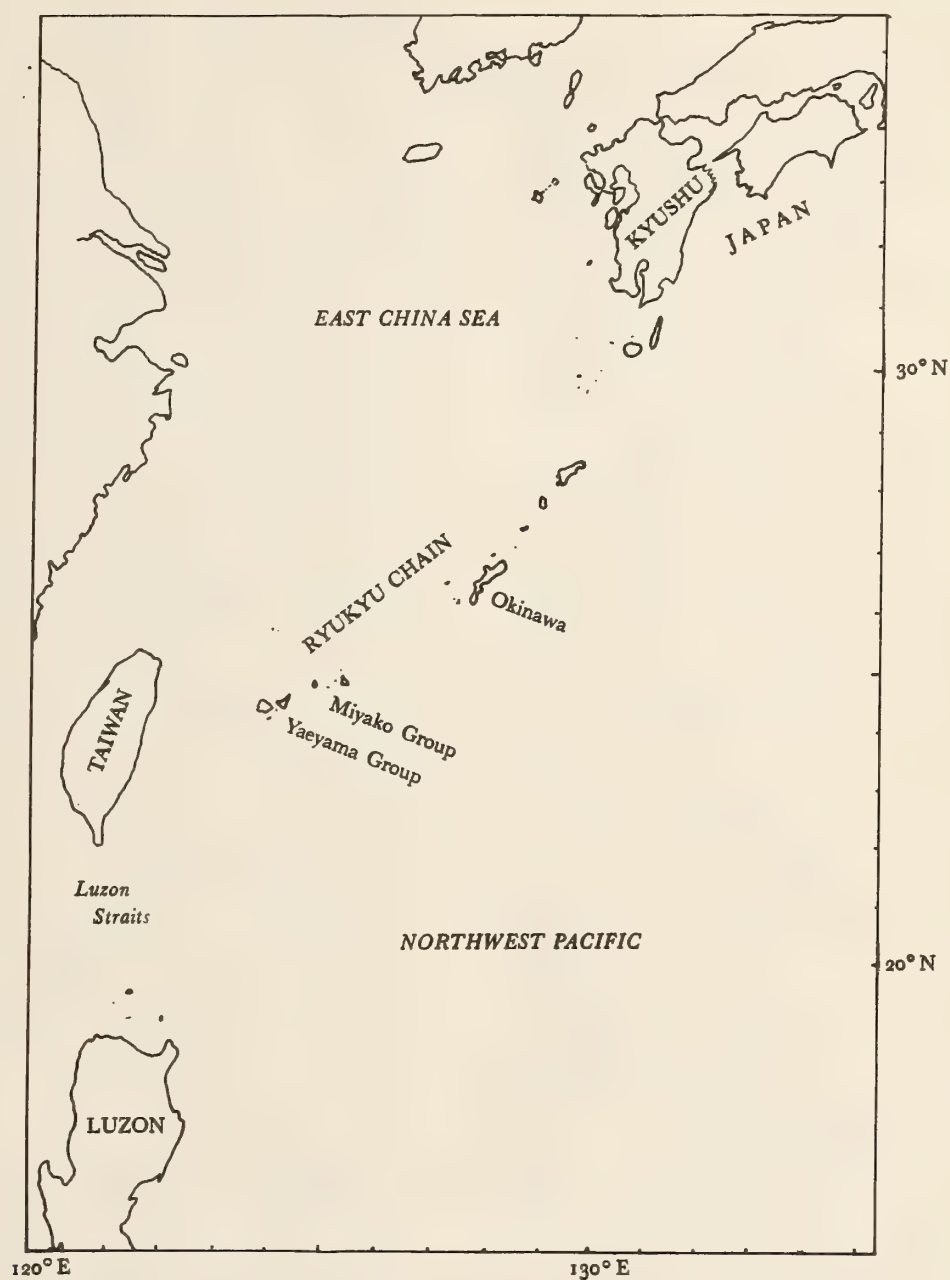 KYUSHU
JAPAN
EAST CHINA SEA
30° N
RYUKYU CHAIN
Okinawa
TAIWAN
Miyako Group
Yaeyama Group
Luzon
Straits
NORTHWEST PACIFIC
20° N
LUZON
120° E
130° E